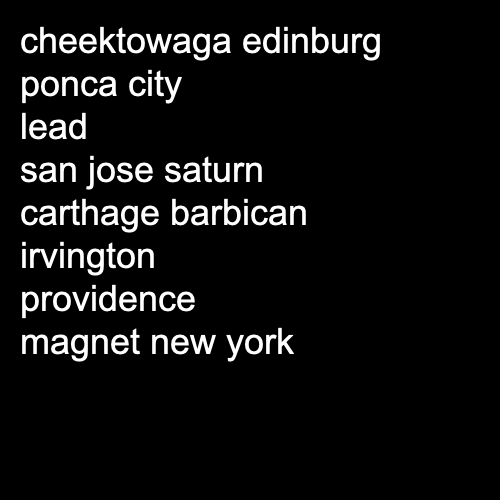 cheektowaga edinburg
ponca city
lead
san jose saturn
carthage barbican
irvington
providence
magnet new york